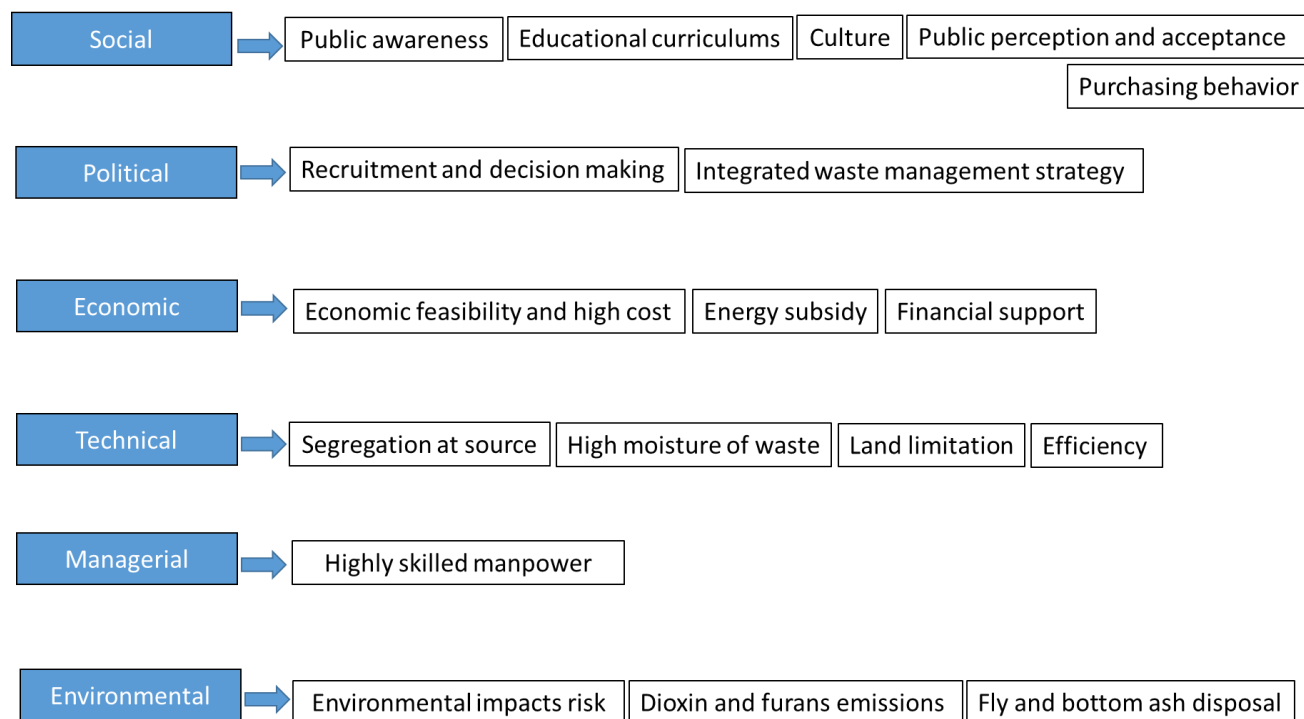 Social
Public awareness
Educational curriculums
Culture
Public perception and acceptance
Purchasing behavior
Political
Recruitment and decision making
Integrated waste management strategy
Economic
Economic feasibility and high cost
Energy subsidy
Financial support
Technical
Segregation at source
High moisture of waste
Land limitation
Efficiency
Managerial
Highly skilled manpower
Environmental
Environmental impacts risk
Dioxin and furans emissions
Fly and bottom ash disposal